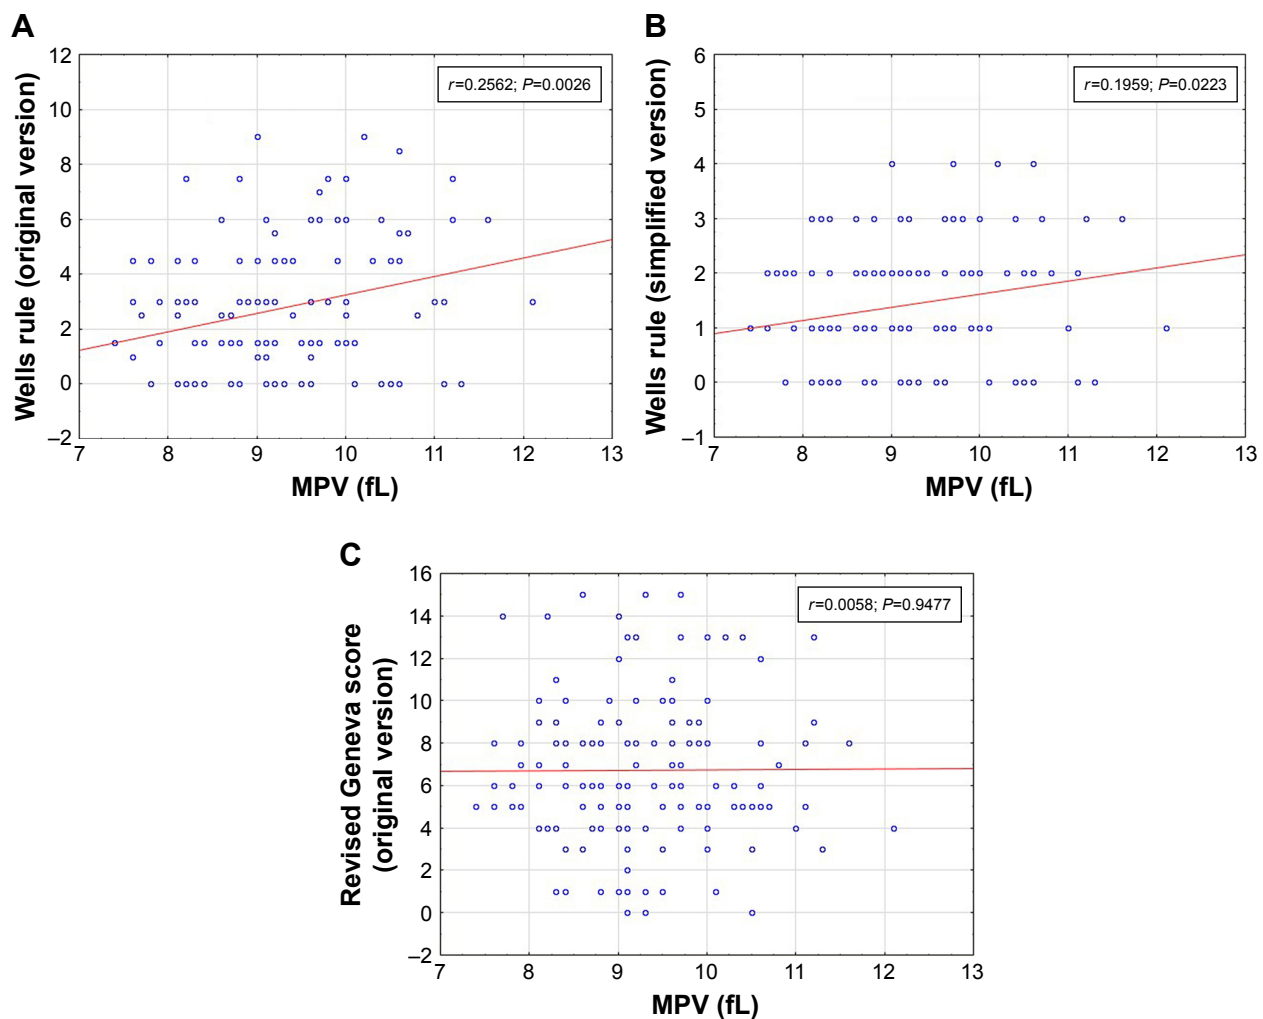 A
Wells rule (original version)
12
10
8
6
4
2
0
–2
r=0.2562; P=0.0026
7 8 9 10 11 12 13
MPV (fL)
B
Wells rule (simplified version)
6
5
4
3
2
1
0
–1
r=0.1959; P=0.0223
7 8 9 10 11 12 13
MPV (fL)
C
Revised Geneva score
(original version)
16
14
12
10
8
6
4
2
0
–2
r=0.0058; P=0.9477
7 8 9 10 11 12 13
MPV (fL)